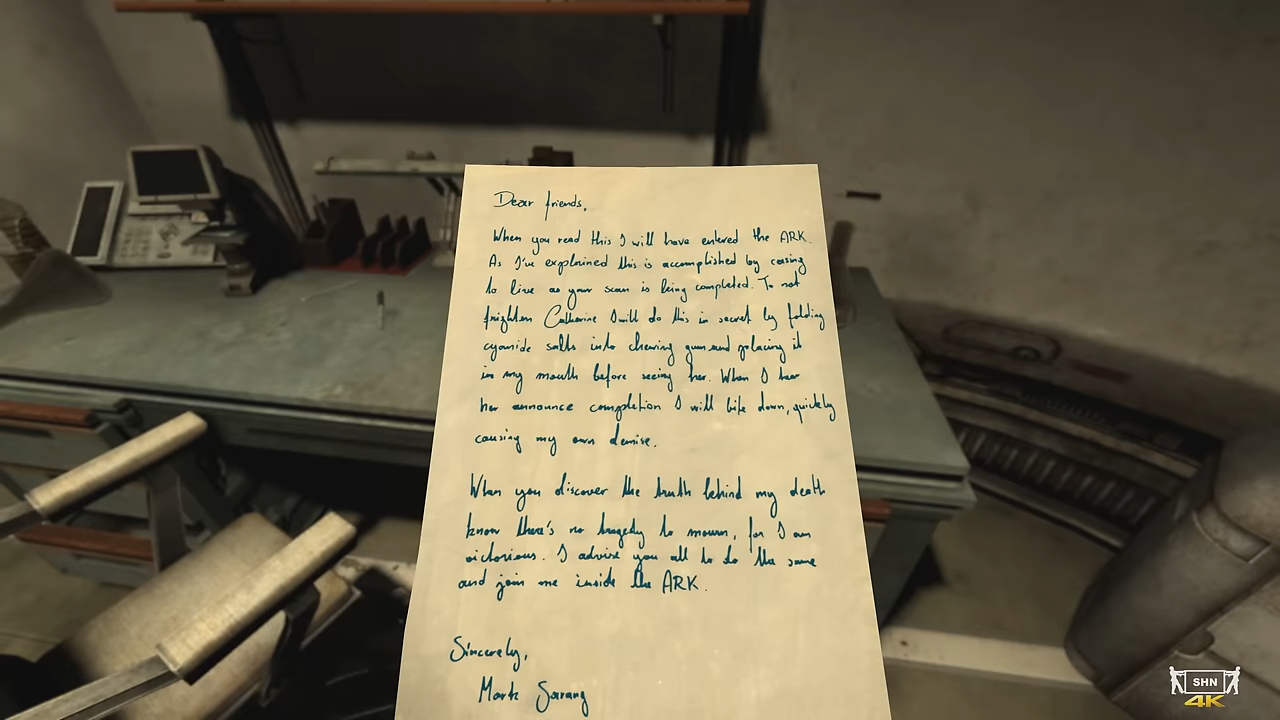 Dear friends,
When you read this I will have entered the ARK.
As I've explained this is accomplished by ceasing
to live as your scan is being completed. To not
frighten Catherine I will do this in secret by folding
cyanide salts into chewing gum and placing it
in my mouth before seeing her. When I hear
her announce completion I will bite down, quickly
causing my own demise.
When you discover the truth behind my death
know there's no tragedy to mourn, for I am
victorious. I advise you all to do the same
and join me inside the ARK.
Sincerely,
Mark Sarang
SHN
4K